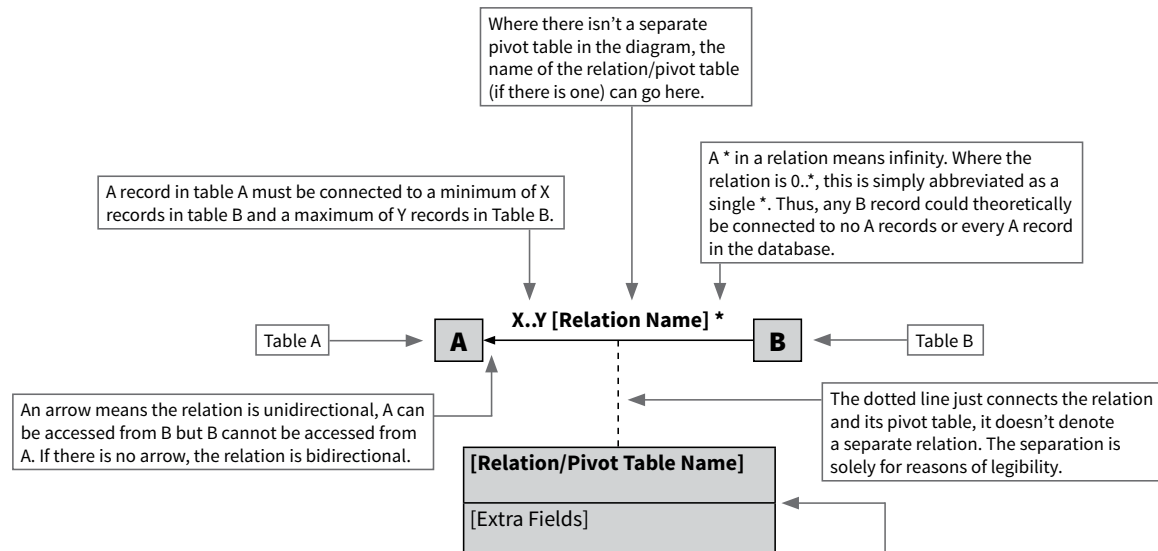 Where there isn’t a separate
pivot table in the diagram, the
name of the relation/pivot table
(if there is one) can go here.
A * in a relation means infinity. Where the
relation is 0..*, this is simply abbreviated as a
single *. Thus, any B record could theoretically
be connected to no A records or every A record
in the database.
A record in table A must be connected to a minimum of X
records in table B and a maximum of Y records in Table B.
X..Y [Relation Name] *
Table A
A
B
Table B
An arrow means the relation is unidirectional, A can
be accessed from B but B cannot be accessed from
A. If there is no arrow, the relation is bidirectional.
The dotted line just connects the relation
and its pivot table, it doesn’t denote
a separate relation. The separation is
solely for reasons of legibility.
[Relation/Pivot Table Name]
[Extra Fields]